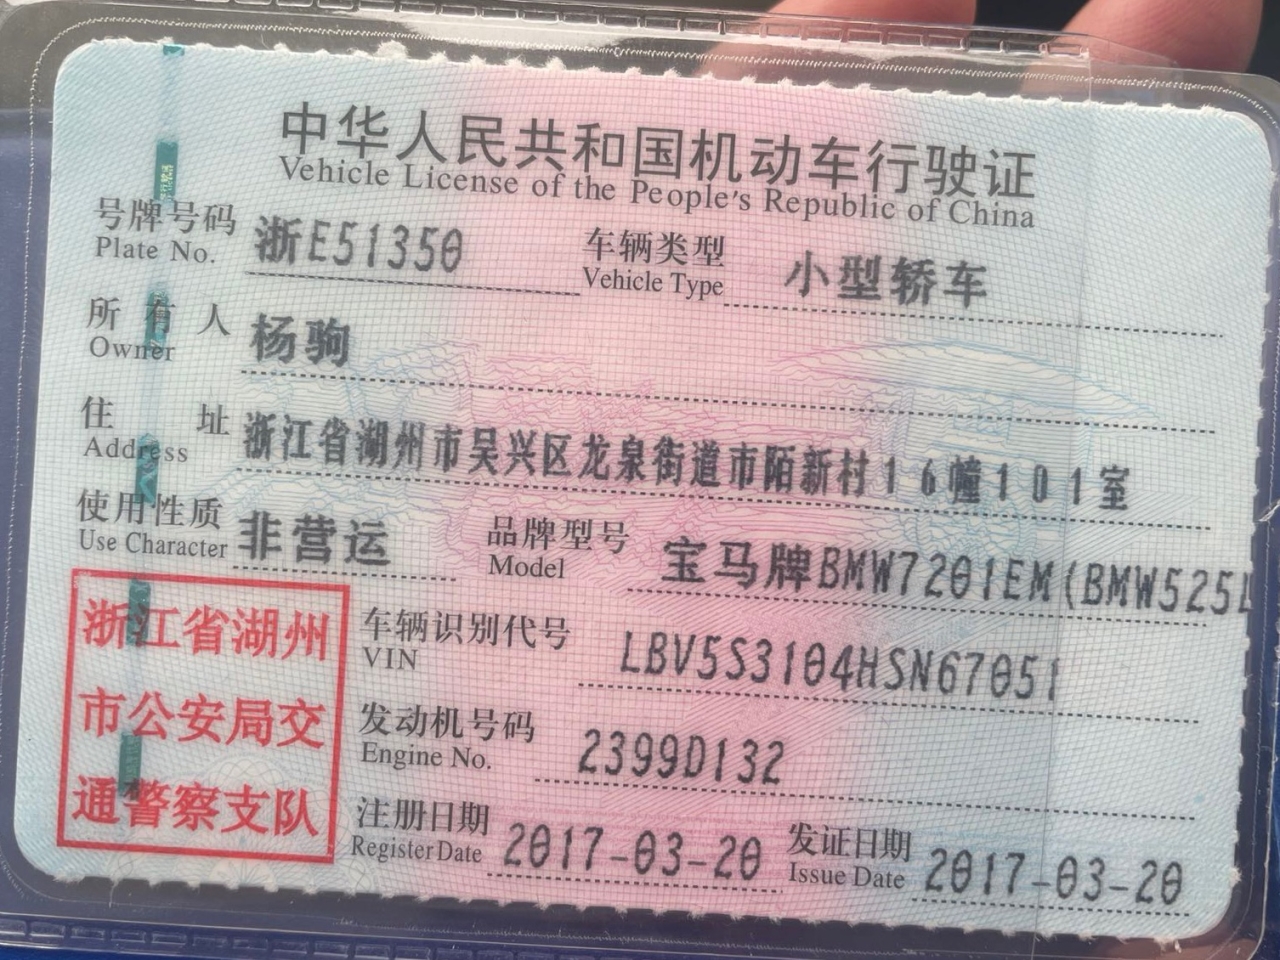 中华人民共和国机动车行驶证
Vehicle License of the People's Republic of China
号牌号码 浙E51350 车辆类型 小型轿车
Plate No. Vehicle Type
所有人 杨驹
Owner
住址 浙江省湖州市吴兴区龙泉街道市陌新村16幢101室
Address
使用性质 非营运 品牌型号 宝马牌BMW7201EM(BMW525L
Use Character Model
浙江省湖州
市公安局交
通警察支队
车辆识别代号 LBV5S3104HSN67051
VIN
发动机号码 2399D132
Engine No.
注册日期 2017-03-20 发证日期 2017-03-20
Register Date Issue Date